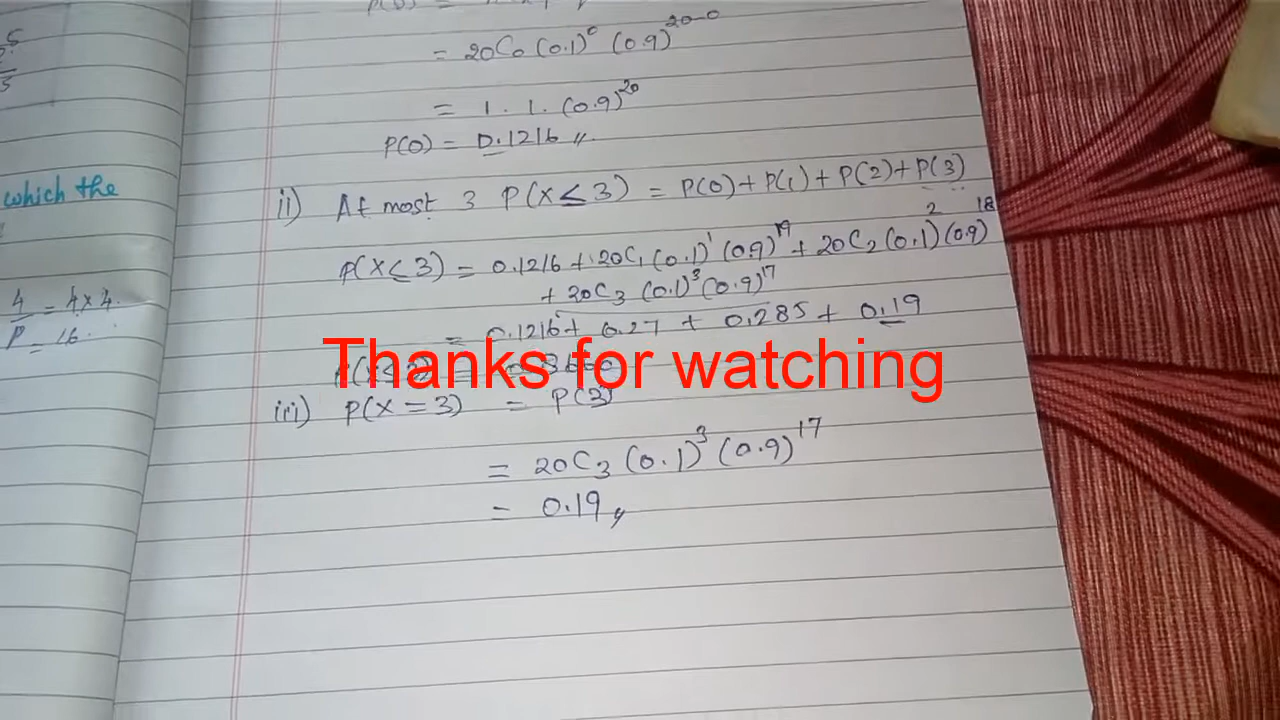 = 20C₀ (0.1)⁰ (0.9)²⁰⁻⁰
= 1 . 1 . (0.9)²⁰
P(0) = 0.1216 //.
which the
4/P = 4x4.
= 16.
ii) At most 3 P(X ≤ 3) = P(0)+P(1)+P(2)+P(3)
P(X ≤ 3) = 0.1216 + 20C₁ (0.1)¹ (0.9)¹⁹ + 20C₂ (0.1)² (0.9)¹⁸
+ 20C₃ (0.1)³ (0.9)¹⁷
= 0.1216 + 0.27 + 0.285 + 0.19
Thanks for watching
iii) P(X = 3) = P(3)
= 20C₃ (0.1)³ (0.9)¹⁷
= 0.19 //